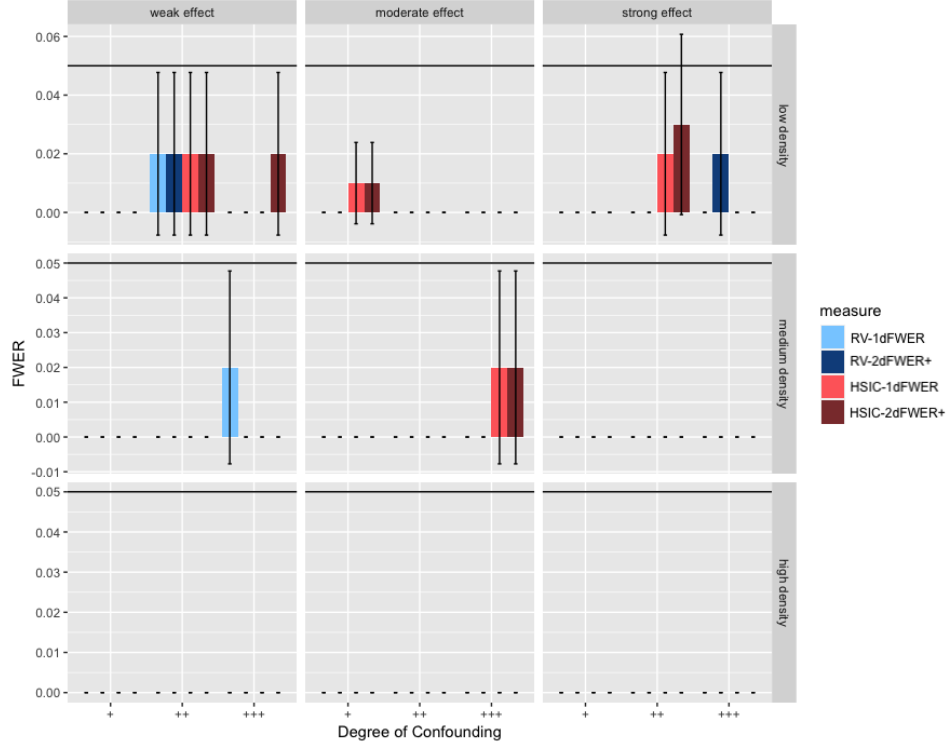 weak effect
moderate effect
strong effect
0.06
0.04
0.02
0.00
low density
0.05
0.04
0.03
0.02
0.01
0.00
-0.01
medium density
0.05
0.04
0.03
0.02
0.01
0.00
high density
FWER
+ ++ +++
+ ++ +++
+ ++ +++
Degree of Confounding
measure
RV-1dFWER
RV-2dFWER+
HSIC-1dFWER
HSIC-2dFWER+